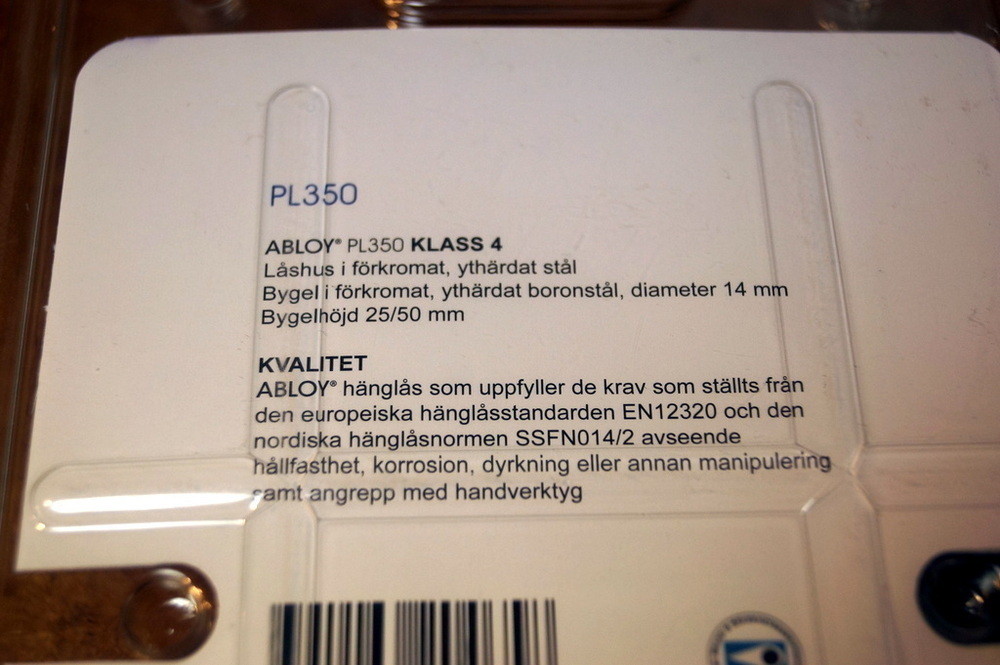 PL350
ABLOY® PL350 KLASS 4
Låshus i förkromat, ythärdat stål
Bygel i förkromat, ythärdat boronstål, diameter 14 mm
Bygelhöjd 25/50 mm
KVALITET
ABLOY® hänglås som uppfyller de krav som ställts från
den europeiska hänglåsstandarden EN12320 och den
nordiska hänglåsnormen SSFN014/2 avseende
hållfasthet, korrosion, dyrkning eller annan manipulering
samt angrepp med handverktyg